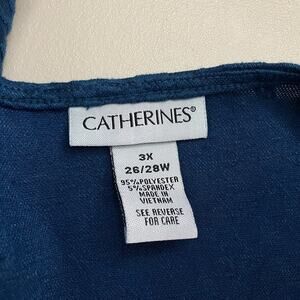 CATHERINES®
3X
26/28W
95%POLYESTER
5%SPANDEX
MADE IN
VIETNAM
SEE REVERSE
FOR CARE